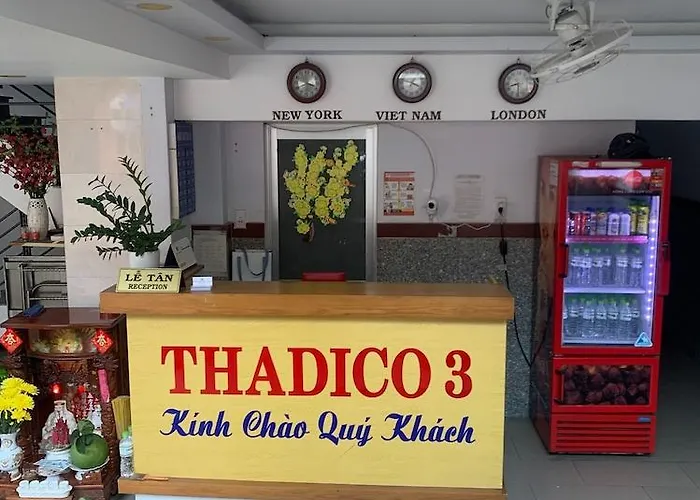 NEW YORK
VIET NAM
LONDON
LỄ TÂN
RECEPTION
THADICO 3
Kính Chào Quý Khách